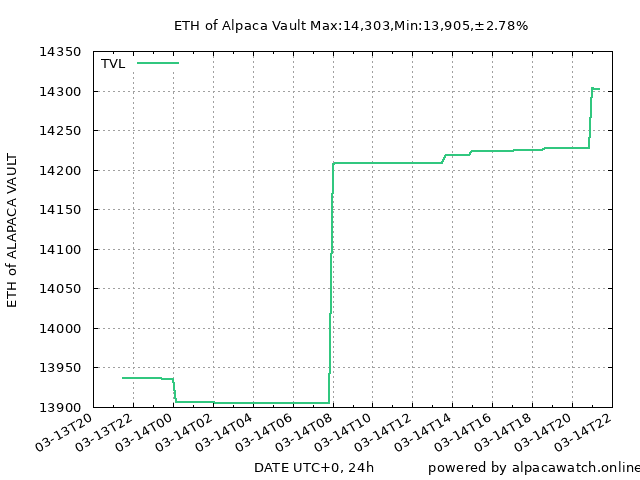 ETH of Alpaca Vault Max:14,303,Min:13,905,±2.78%
TVL
14350
14300
14250
14200
14150
14100
14050
14000
13950
13900
ETH of ALAPACA VAULT
03-13T20
03-13T22
03-14T00
03-14T02
03-14T04
03-14T06
03-14T08
03-14T10
03-14T12
03-14T14
03-14T16
03-14T18
03-14T20
03-14T22
DATE UTC+0, 24h
powered by alpacawatch.online